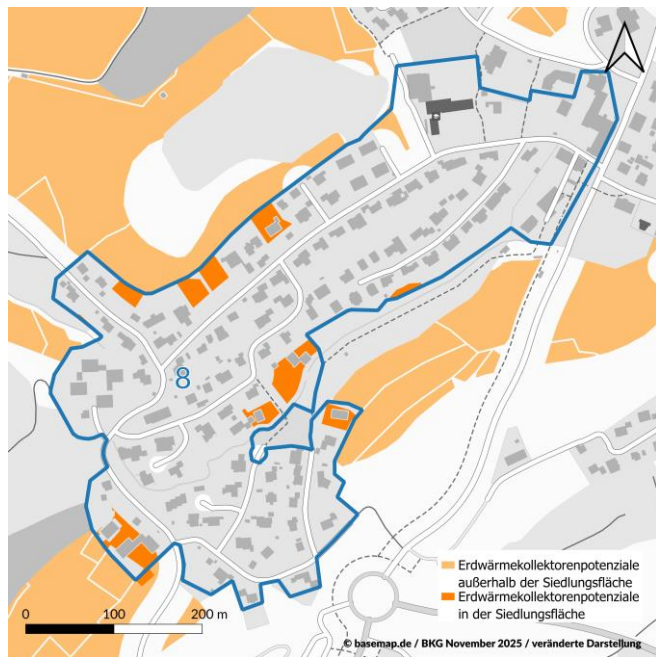 8
Erdwärmekollektorenpotenziale
außerhalb der Siedlungsfläche
Erdwärmekollektorenpotenziale
in der Siedlungsfläche
0 100 200 m
© basemap.de / BKG November 2025 / veränderte Darstellung